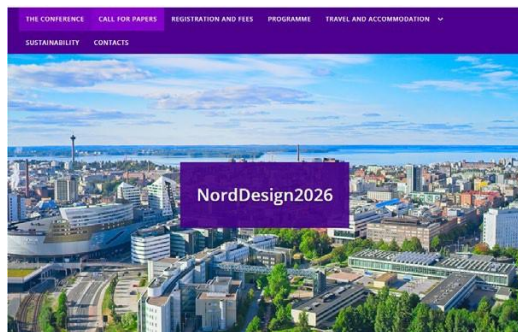 THE CONFERENCE CALL FOR PAPERS REGISTRATION AND FEES PROGRAMME TRAVEL AND ACCOMMODATION
SUSTAINABILITY CONTACTS
NordDesign2026